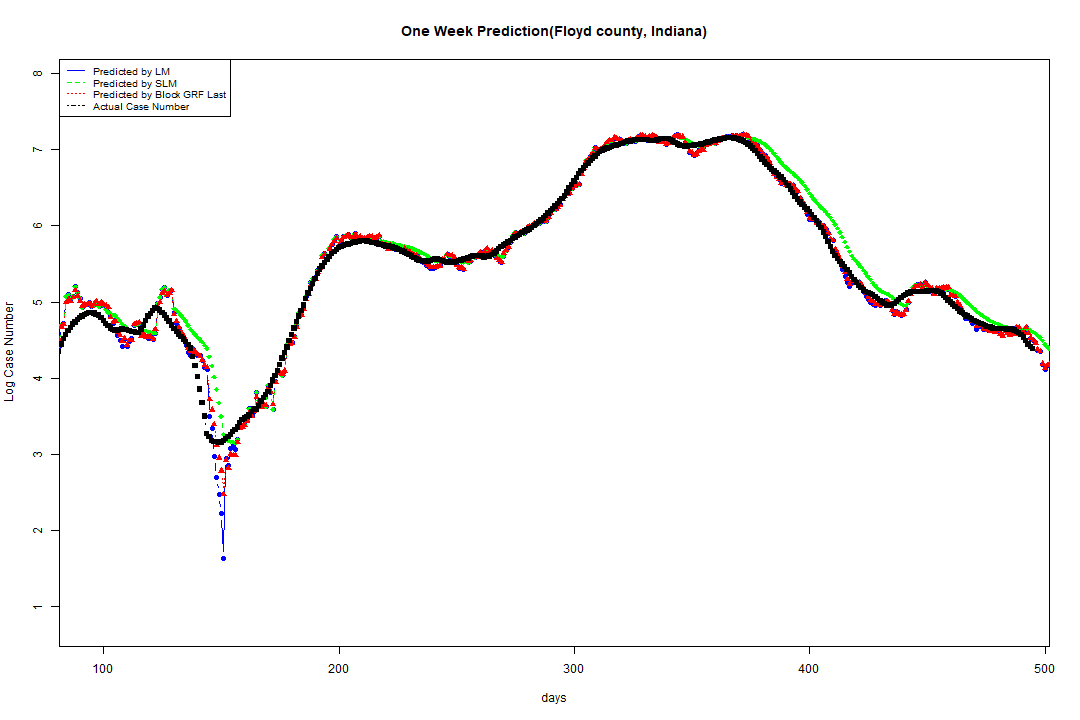 One Week Prediction(Floyd county, Indiana)
Predicted by LM
Predicted by SLM
Predicted by Block GRF Last
Actual Case Number
8
7
6
5
4
3
2
1
Log Case Number
100 200 300 400 500
days